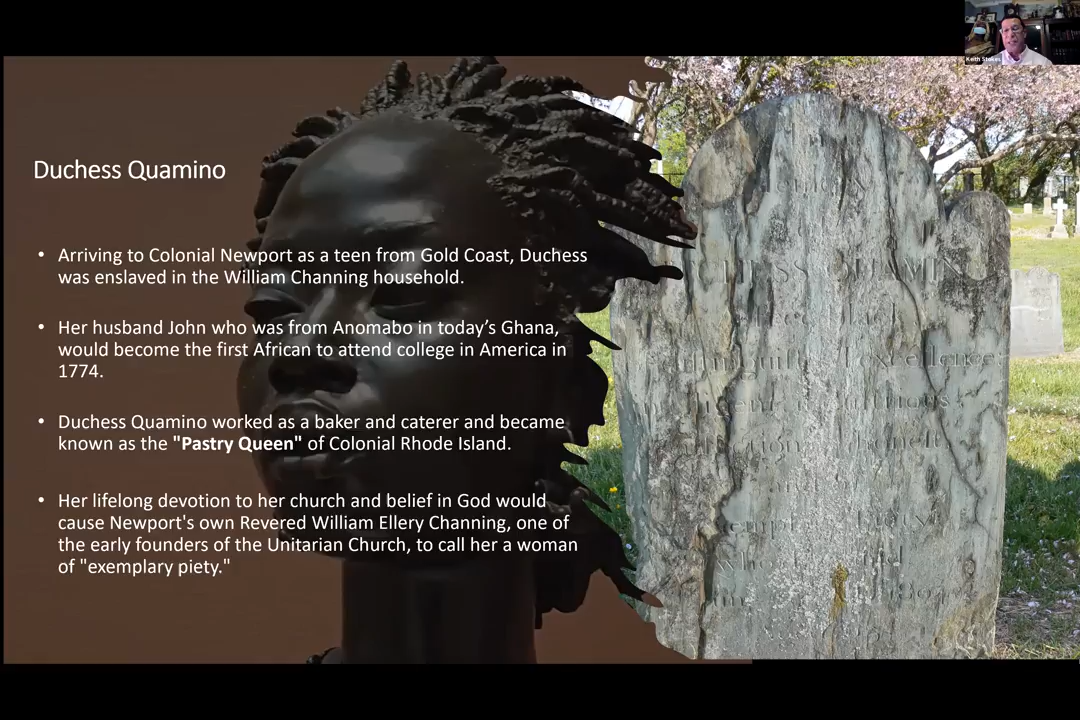 Keith Stokes
Duchess Quamino
• Arriving to Colonial Newport as a teen from Gold Coast, Duchess
was enslaved in the William Channing household.
• Her husband John who was from Anomabo in today’s Ghana,
would become the first African to attend college in America in
1774.
• Duchess Quamino worked as a baker and caterer and became
known as the "Pastry Queen" of Colonial Rhode Island.
• Her lifelong devotion to her church and belief in God would
cause Newport's own Revered William Ellery Channing, one of
the early founders of the Unitarian Church, to call her a woman
of "exemplary piety."